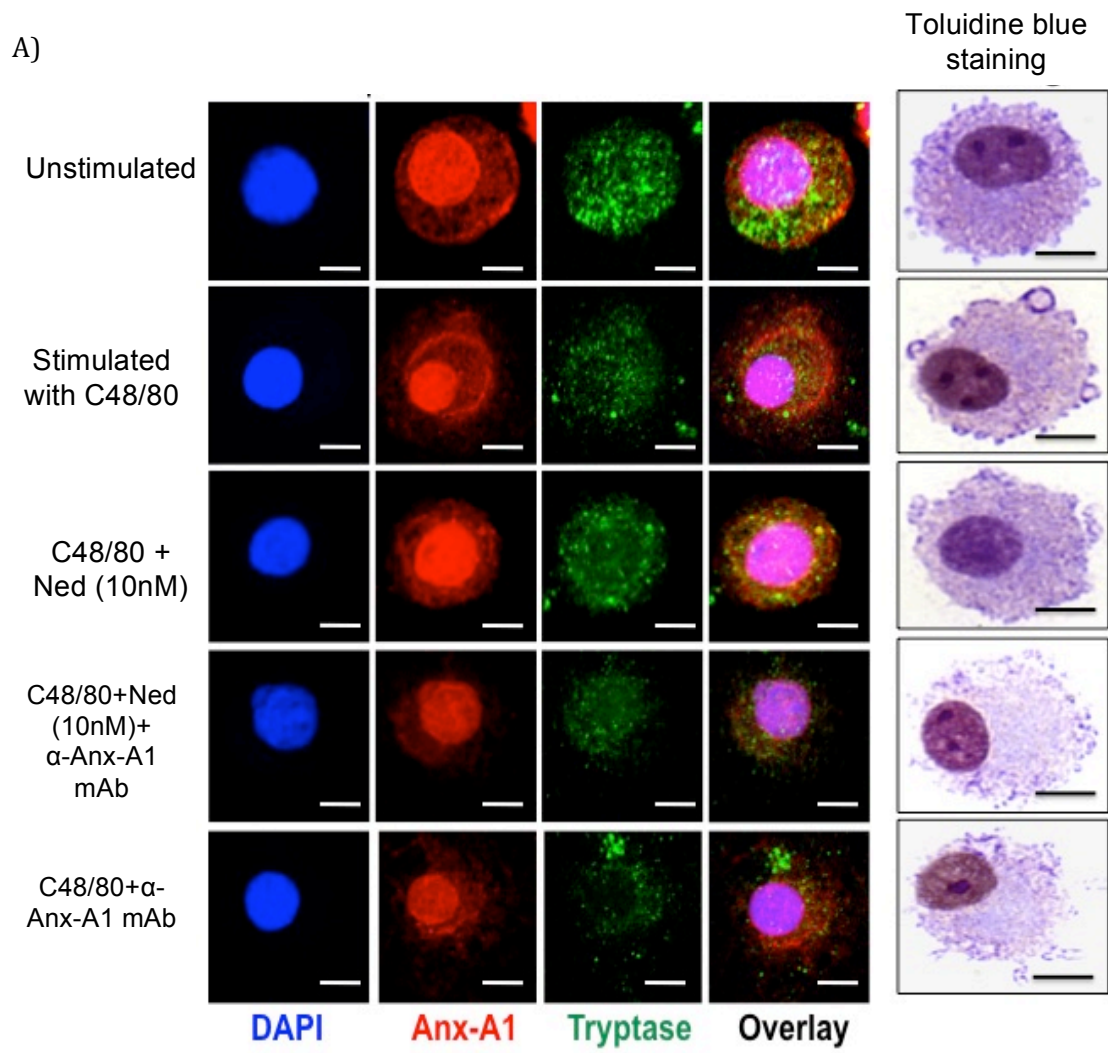 A)
Toluidine blue
staining
Unstimulated
Stimulated
with C48/80
C48/80 +
Ned (10nM)
C48/80+Ned
(10nM)+
α-Anx-A1
mAb
C48/80+α-
Anx-A1 mAb
DAPI Anx-A1 Tryptase Overlay